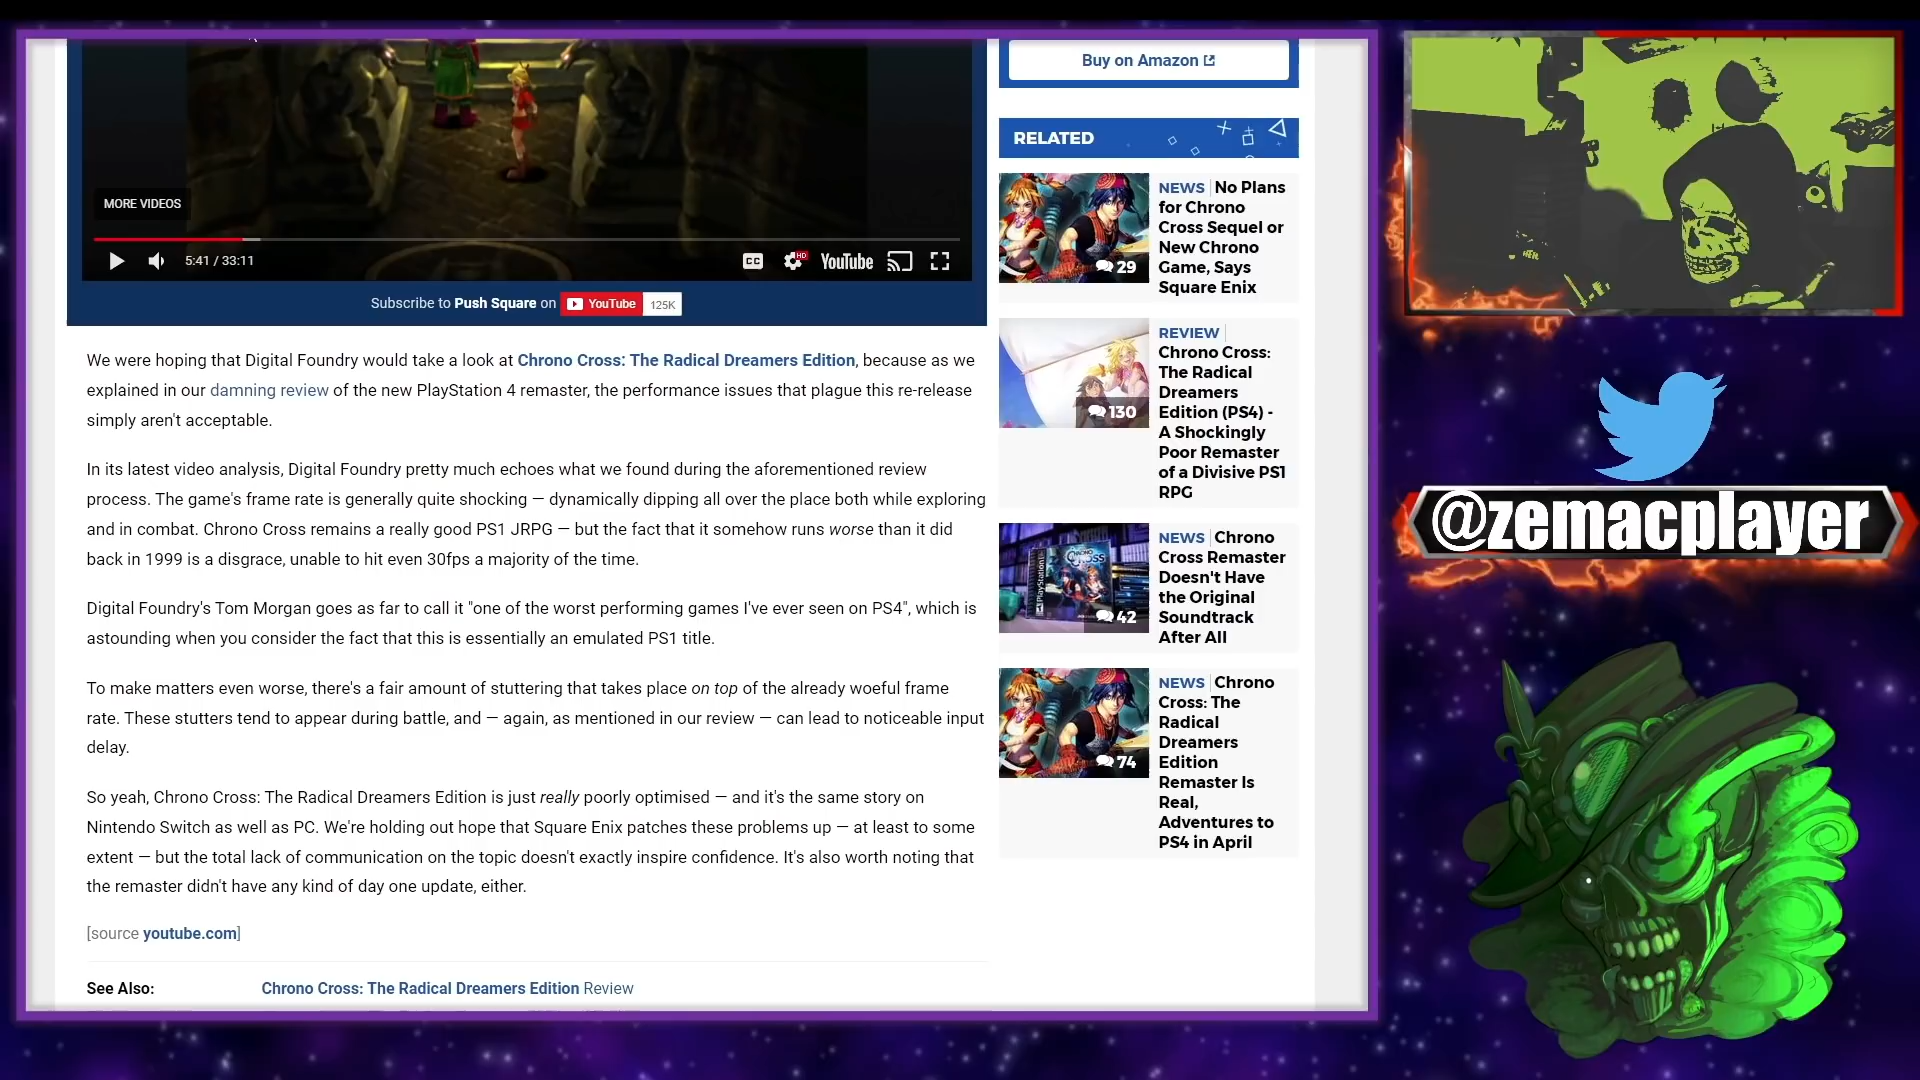 Buy on Amazon
RELATED
MORE VIDEOS
5:41 / 33:11
CC
HD
YouTube
Subscribe to Push Square on YouTube 125K
NEWS No Plans
for Chrono
Cross Sequel or
New Chrono
Game, Says
Square Enix
29
REVIEW
Chrono Cross:
The Radical
Dreamers
Edition (PS4) -
A Shockingly
Poor Remaster
of a Divisive PS1
RPG
130
NEWS Chrono
Cross Remaster
Doesn't Have
the Original
Soundtrack
After All
42
PlayStation
CHRONO CROSS
NEWS Chrono
Cross: The
Radical
Dreamers
Edition
Remaster Is
Real,
Adventures to
PS4 in April
74
We were hoping that Digital Foundry would take a look at Chrono Cross: The Radical Dreamers Edition, because as we
explained in our damning review of the new PlayStation 4 remaster, the performance issues that plague this re-release
simply aren't acceptable.
In its latest video analysis, Digital Foundry pretty much echoes what we found during the aforementioned review
process. The game's frame rate is generally quite shocking — dynamically dipping all over the place both while exploring
and in combat. Chrono Cross remains a really good PS1 JRPG — but the fact that it somehow runs worse than it did
back in 1999 is a disgrace, unable to hit even 30fps a majority of the time.
Digital Foundry's Tom Morgan goes as far to call it "one of the worst performing games I've ever seen on PS4", which is
astounding when you consider the fact that this is essentially an emulated PS1 title.
To make matters even worse, there's a fair amount of stuttering that takes place on top of the already woeful frame
rate. These stutters tend to appear during battle, and — again, as mentioned in our review — can lead to noticeable input
delay.
So yeah, Chrono Cross: The Radical Dreamers Edition is just really poorly optimised — and it's the same story on
Nintendo Switch as well as PC. We're holding out hope that Square Enix patches these problems up — at least to some
extent — but the total lack of communication on the topic doesn't exactly inspire confidence. It's also worth noting that
the remaster didn't have any kind of day one update, either.
[source youtube.com]
See Also:
Chrono Cross: The Radical Dreamers Edition Review
@zemacplayer